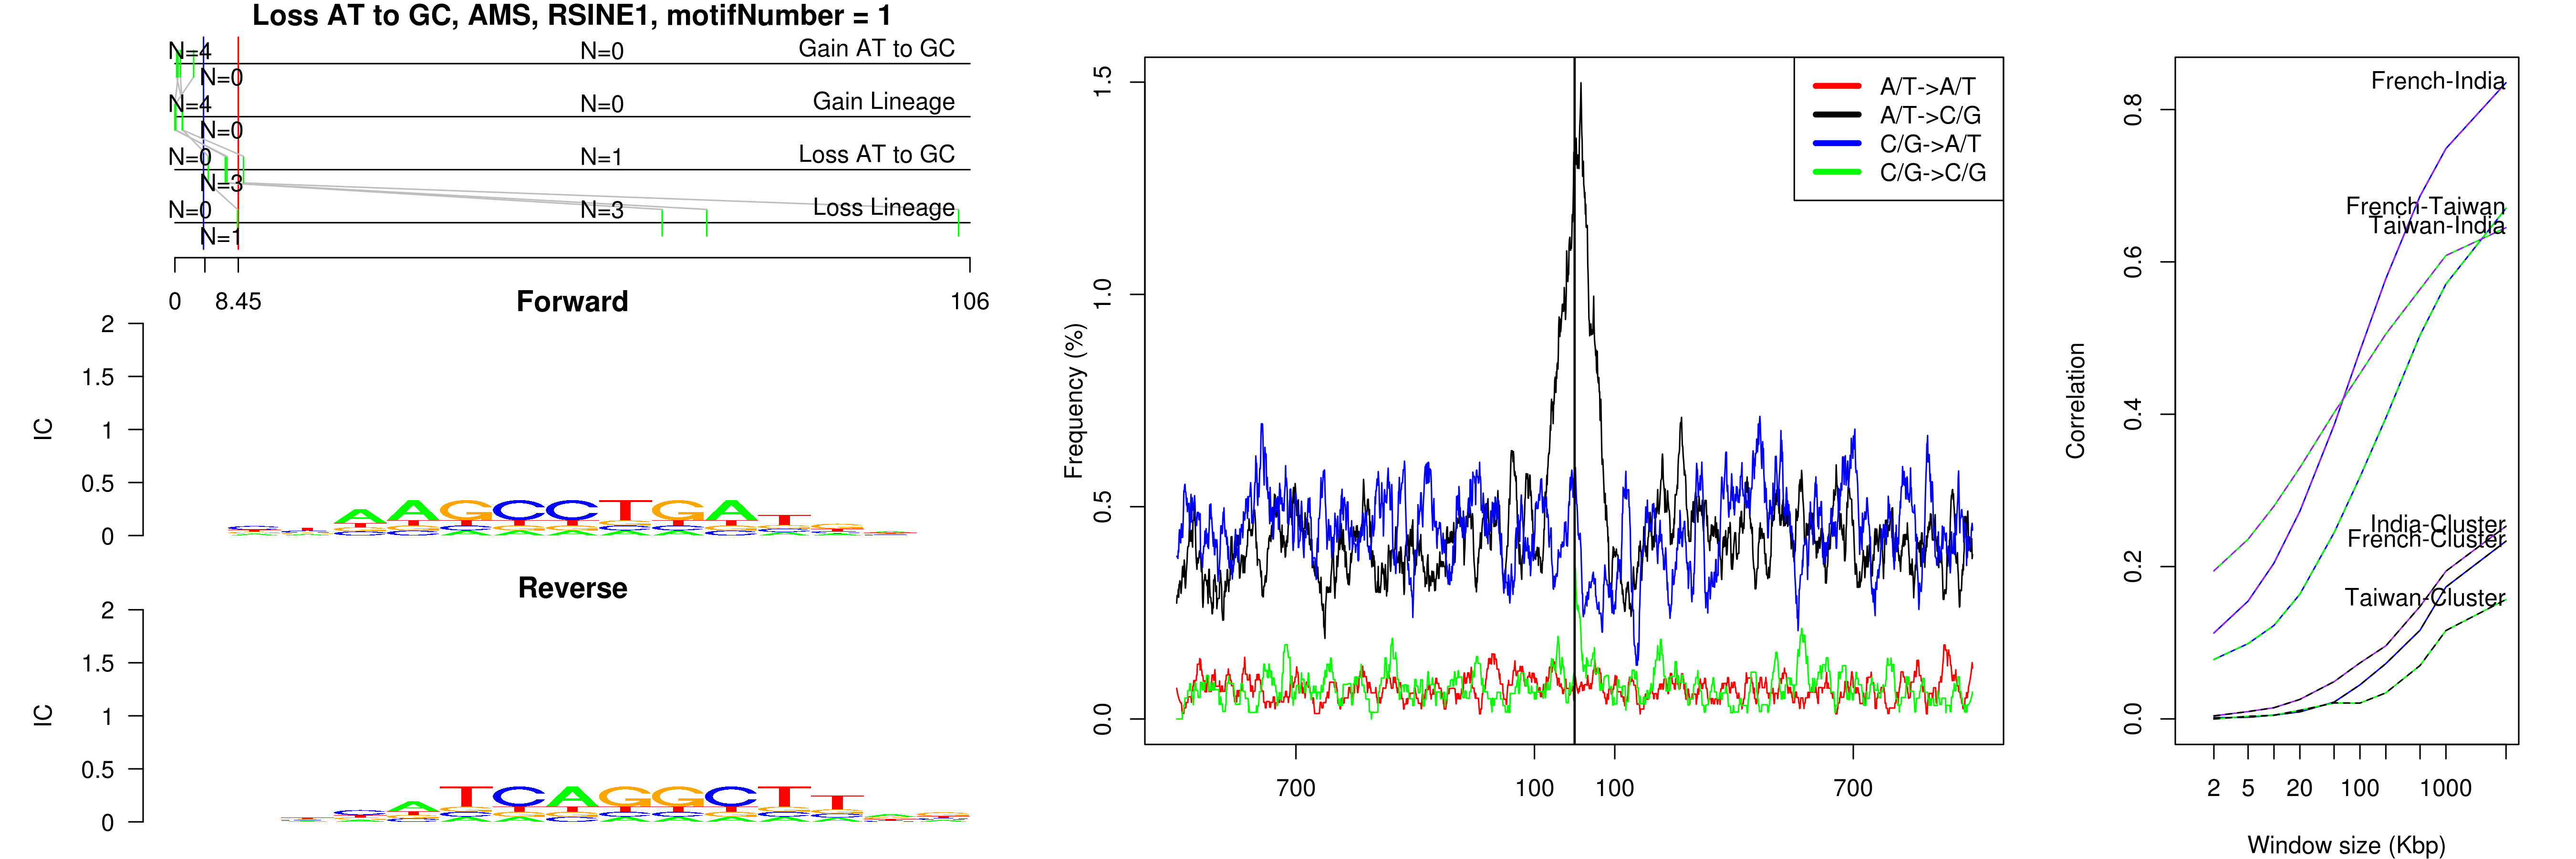 Loss AT to GC, AMS, RSINE1, motifNumber = 1
N=4
N=0
Gain AT to GC
N=0
N=4
N=0
Gain Lineage
N=0
N=0
N=1
Loss AT to GC
N=3
N=0
N=3
Loss Lineage
N=1
0
8.45
106
Forward
IC
2
1.5
1
0.5
0
AAGCCTGAT
Reverse
IC
2
1.5
1
0.5
0
ATCAGGCTT
Frequency (%)
1.5
1.0
0.5
0.0
A/T->A/T
A/T->C/G
C/G->A/T
C/G->C/G
700
100
100
700
Correlation
0.8
0.6
0.4
0.2
0.0
French-India
French-Taiwan
Taiwan-India
India-Cluster
French-Cluster
Taiwan-Cluster
2
5
20
100
1000
Window size (Kbp)